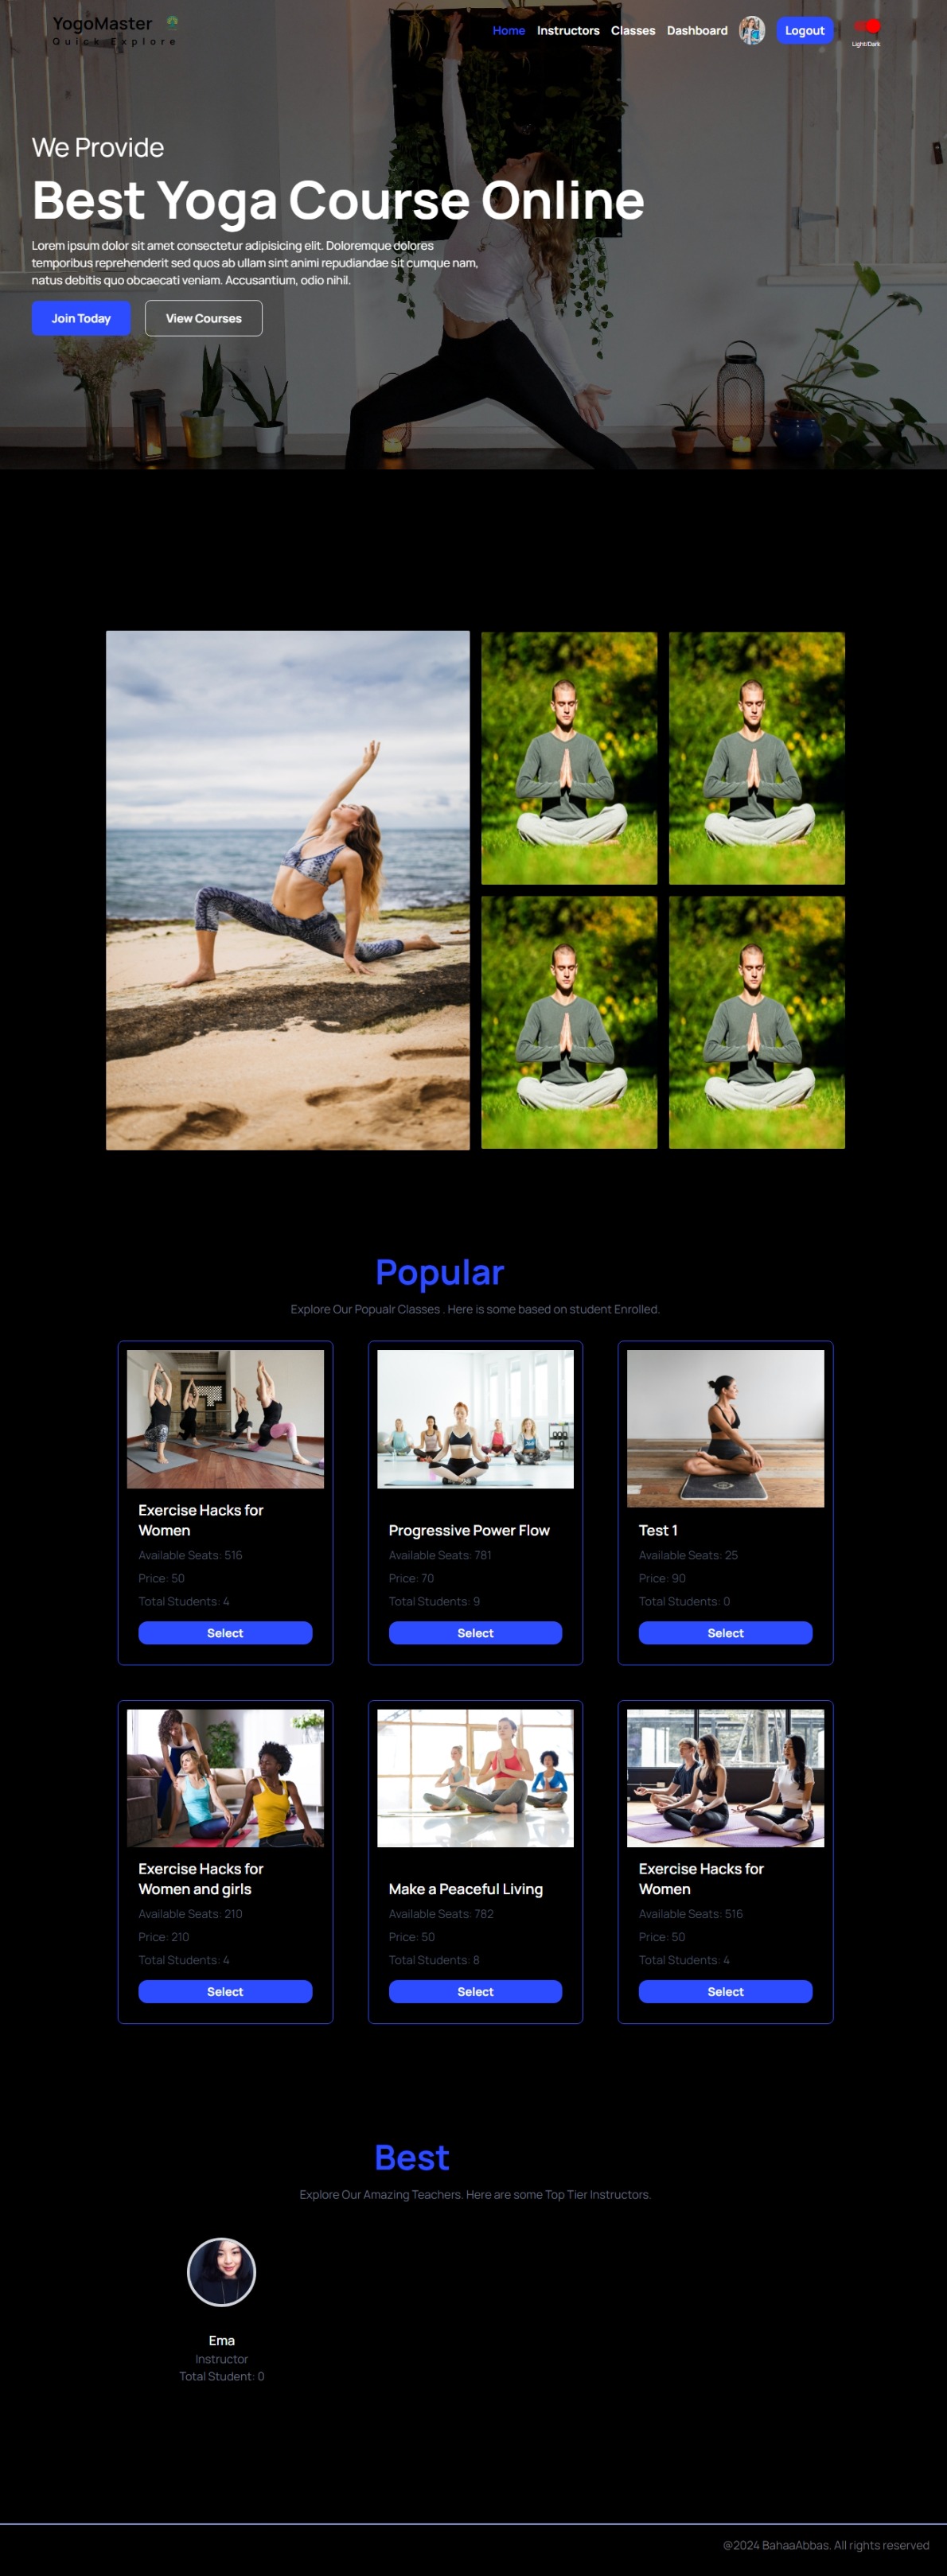 YogoMaster
Quick Explore
Home Instructors Classes Dashboard Logout
Light/Dark
We Provide
Best Yoga Course Online
Lorem ipsum dolor sit amet consectetur adipisicing elit. Doloremque dolores
temporibus reprehenderit sed quos ab ullam sint animi repudiandae sit cumque nam,
natus debitis quo obcaecati veniam. Accusantium, odio nihil.
Join Today View Courses
Popular
Explore Our Popualr Classes . Here is some based on student Enrolled.
Exercise Hacks for
Women
Available Seats: 516
Price: 50
Total Students: 4
Select
Progressive Power Flow
Available Seats: 781
Price: 70
Total Students: 9
Select
Test 1
Available Seats: 25
Price: 90
Total Students: 0
Select
Exercise Hacks for
Women and girls
Available Seats: 210
Price: 210
Total Students: 4
Select
Make a Peaceful Living
Available Seats: 782
Price: 50
Total Students: 8
Select
Exercise Hacks for
Women
Available Seats: 516
Price: 50
Total Students: 4
Select
Best
Explore Our Amazing Teachers. Here are some Top Tier Instructors.
Ema
Instructor
Total Student: 0
@2024 BahaaAbbas. All rights reserved